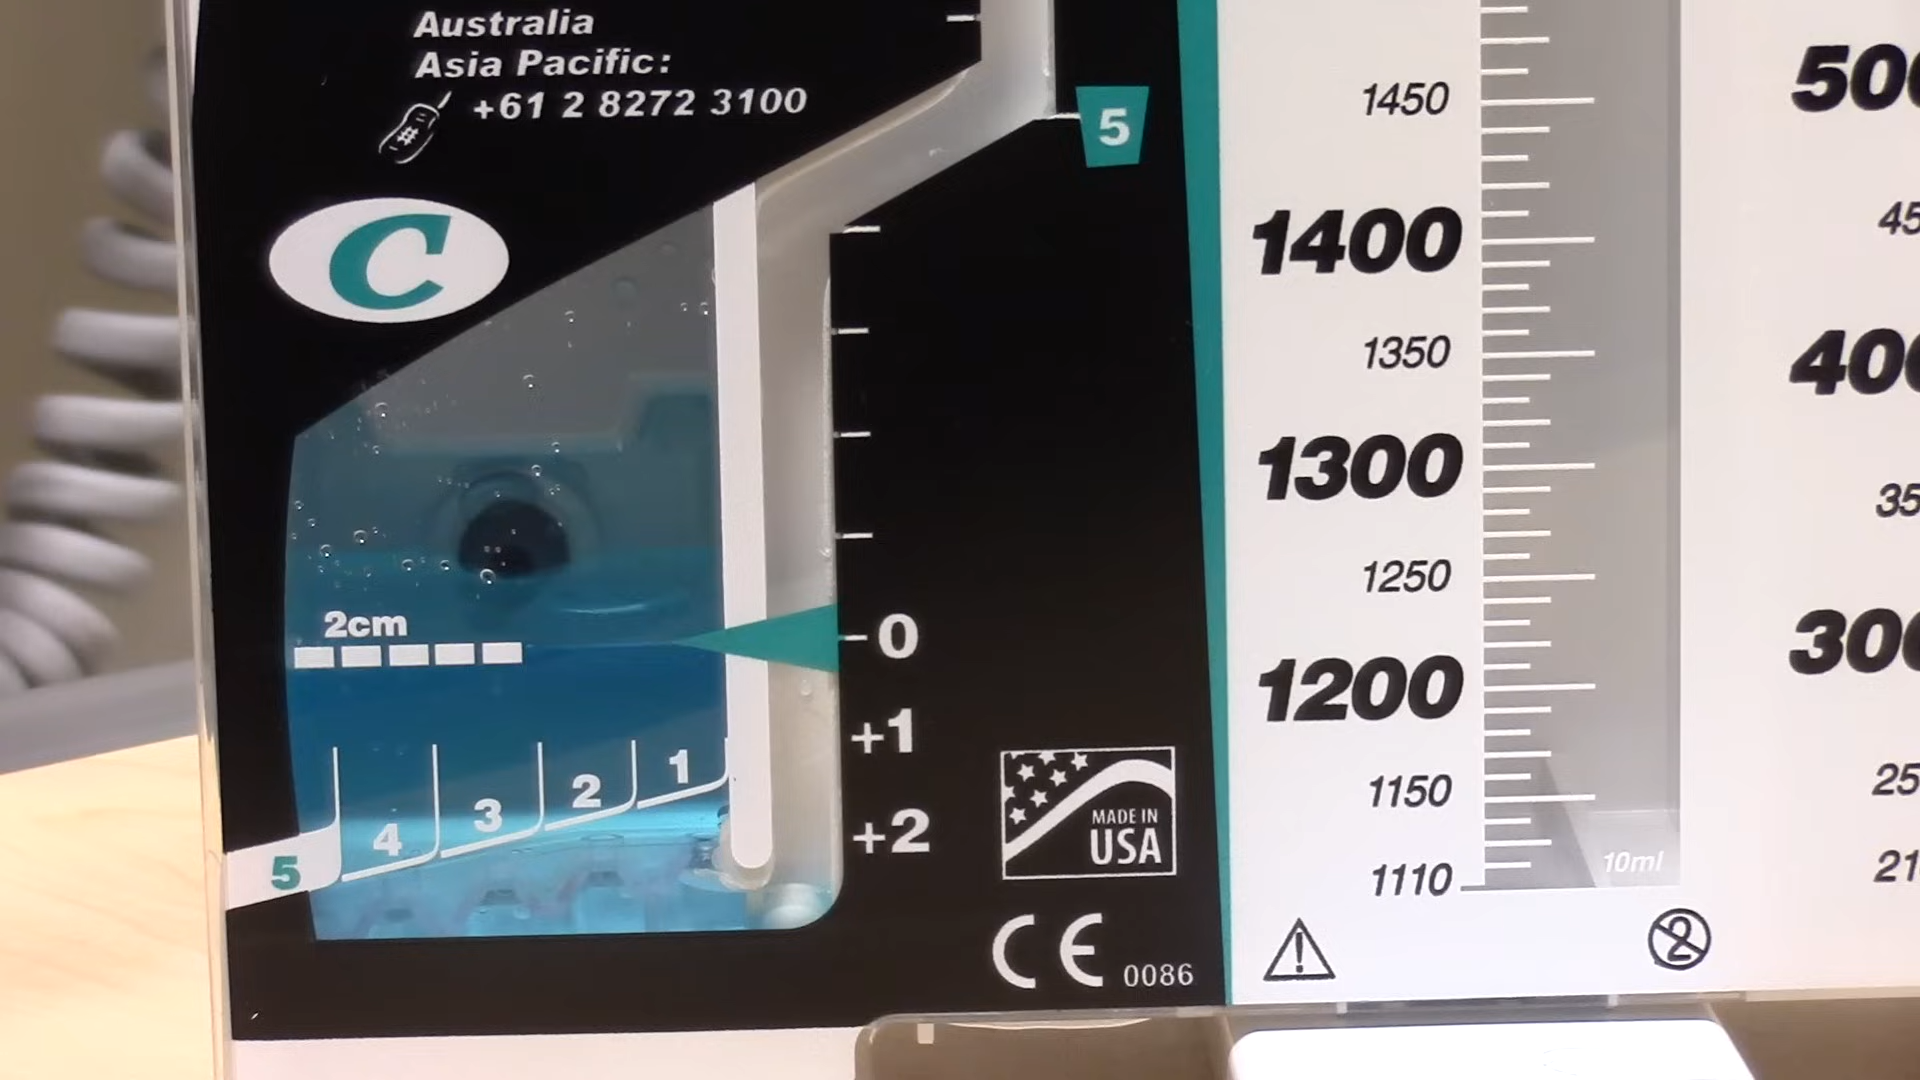 Australia
Asia Pacific:
+61 2 8272 3100
C
5
2cm
0
+1
+2
1
2
3
4
5
MADE IN
USA
CE 0086
1450
1400
1350
1300
1250
1200
1150
1110
10ml
2